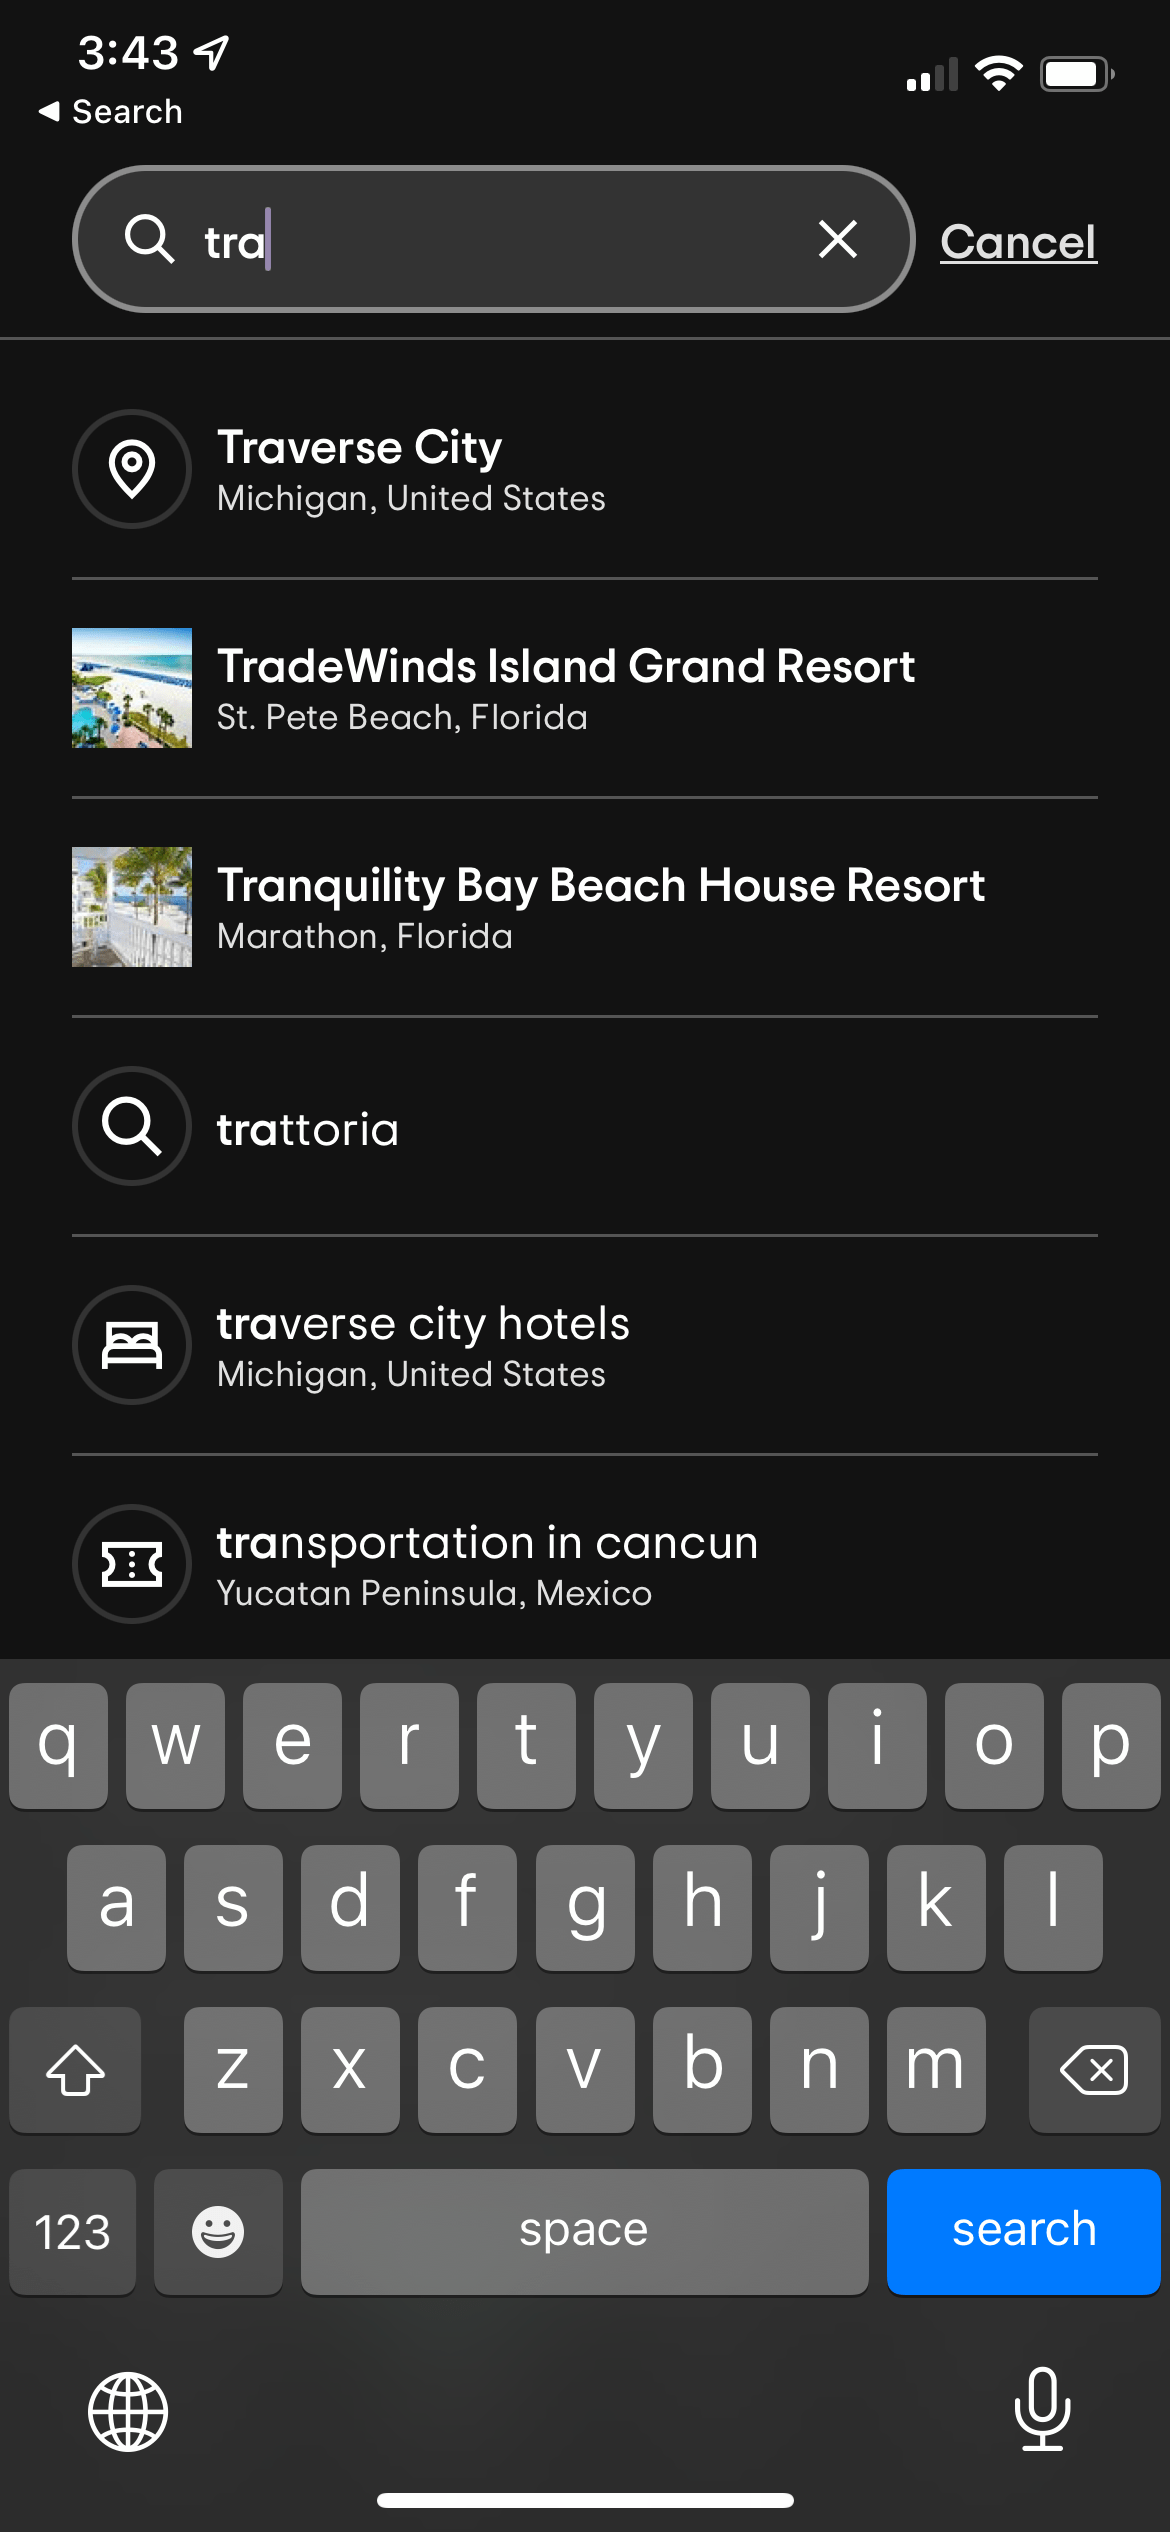 3:43
Search
tra
Cancel
Traverse City
Michigan, United States
TradeWinds Island Grand Resort
St. Pete Beach, Florida
Tranquility Bay Beach House Resort
Marathon, Florida
trattoria
traverse city hotels
Michigan, United States
transportation in cancun
Yucatan Peninsula, Mexico
q w e r t y u i o p
a s d f g h j k l
z x c v b n m
123 space search